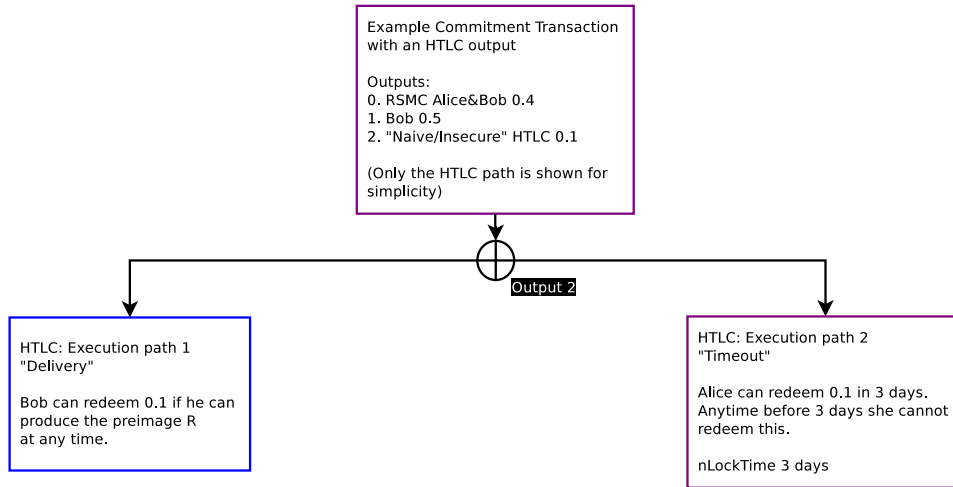 Example Commitment Transaction
with an HTLC output
Outputs:
0. RSMC Alice&Bob 0.4
1. Bob 0.5
2. "Naive/Insecure" HTLC 0.1
(Only the HTLC path is shown for
simplicity)
Output 2
HTLC: Execution path 1
"Delivery"
Bob can redeem 0.1 if he can
produce the preimage R
at any time.
HTLC: Execution path 2
"Timeout"
Alice can redeem 0.1 in 3 days.
Anytime before 3 days she cannot
redeem this.
nLockTime 3 days